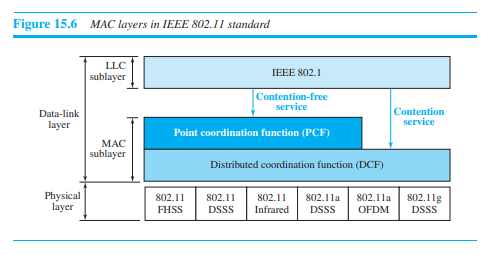 Figure 15.6 MAC layers in IEEE 802.11 standard
LLC
sublayer
IEEE 802.1
Contention-free
service
Contention
service
Data-link
layer
Point coordination function (PCF)
MAC
sublayer
Distributed coordination function (DCF)
Physical
layer
802.11
FHSS
802.11
DSSS
802.11
Infrared
802.11a
DSSS
802.11a
OFDM
802.11g
DSSS